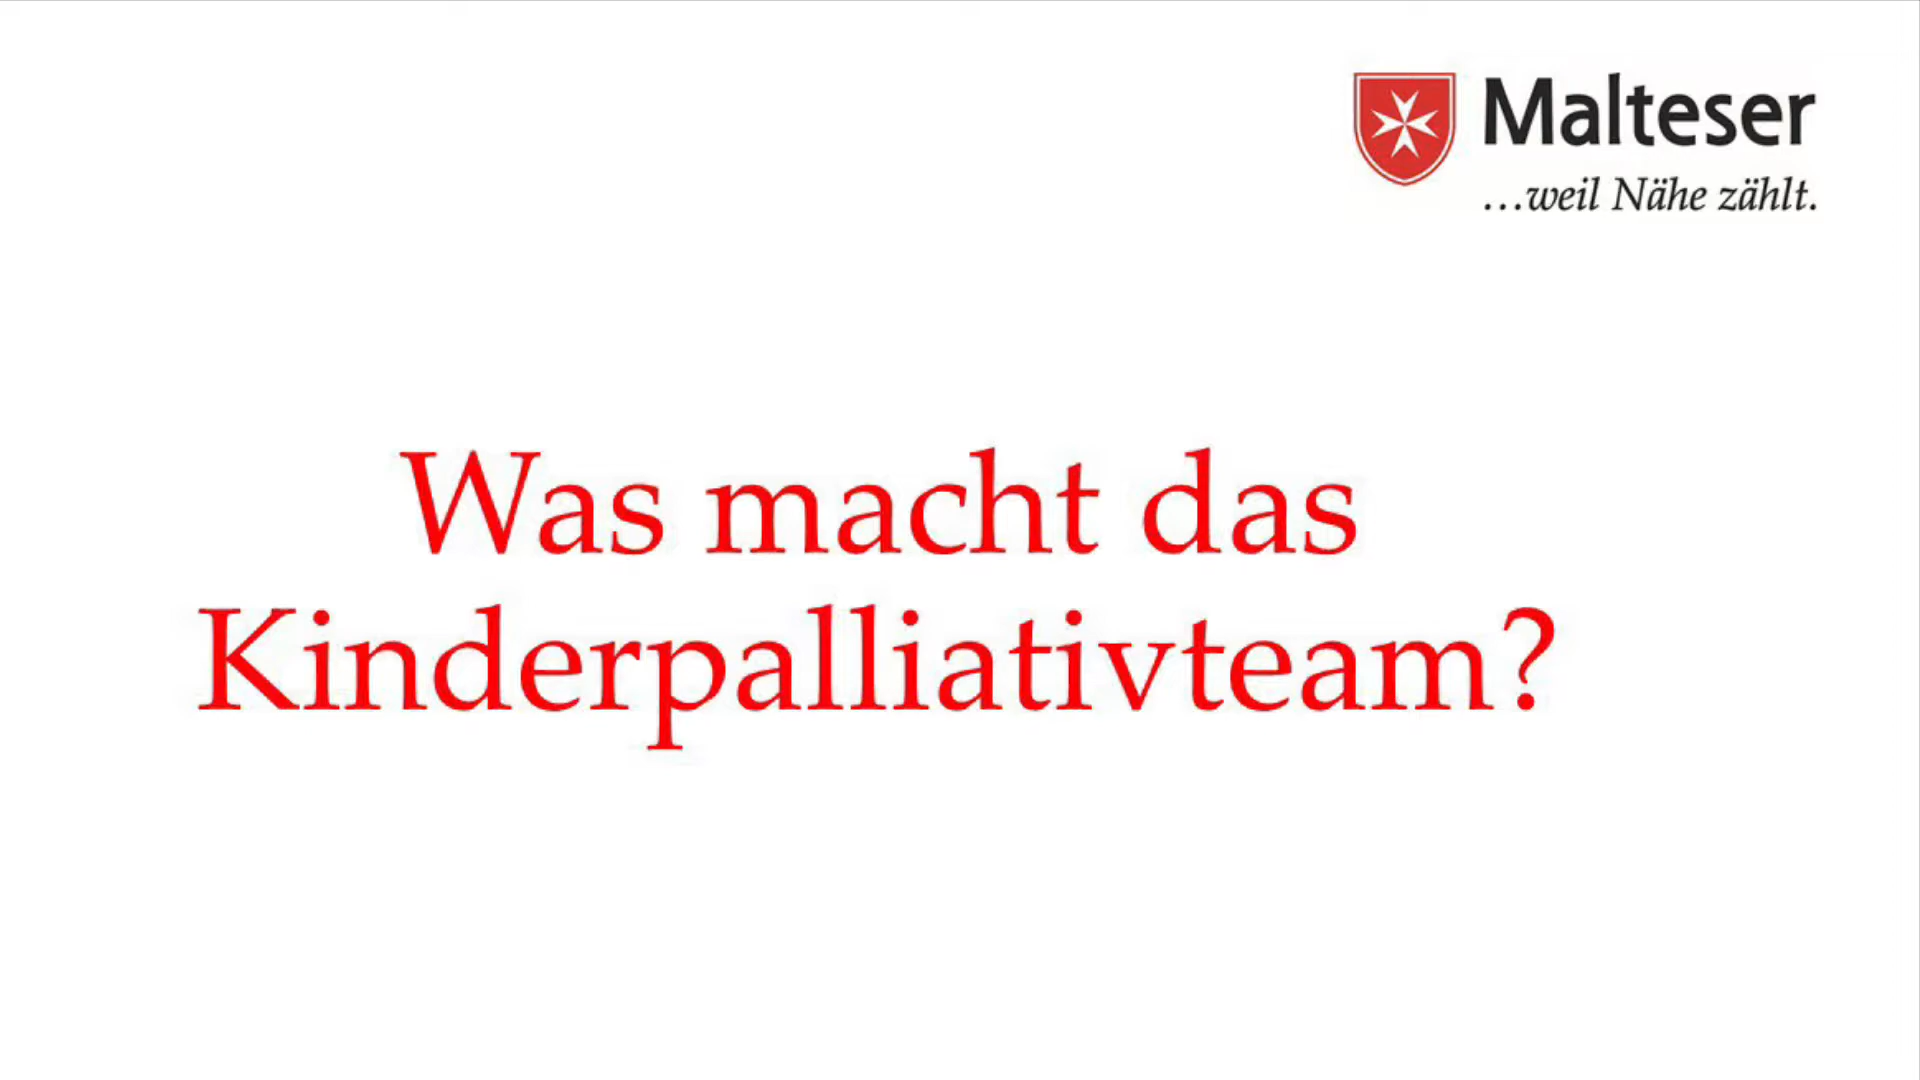 Malteser
...weil Nähe zählt.
Was macht das
Kinderpalliativteam?